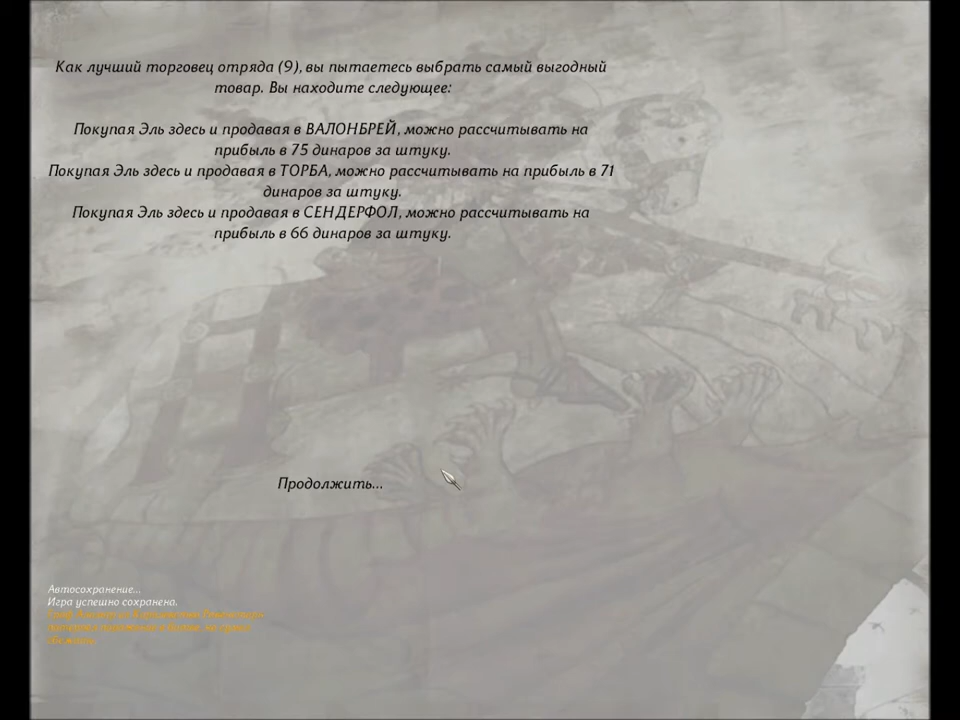 Как лучший торговец отряда (9), вы пытаетесь выбрать самый выгодный
товар. Вы находите следующее:
Покупая Эль здесь и продавая в ВАЛОНБРЕЙ, можно рассчитывать на
прибыль в 75 динаров за штуку.
Покупая Эль здесь и продавая в ТОРБА, можно рассчитывать на прибыль в 71
динаров за штуку.
Покупая Эль здесь и продавая в СЕНДЕРФОЛ, можно рассчитывать на
прибыль в 66 динаров за штуку.
Продолжить...
Автосохранение...
Игра успешно сохранена.